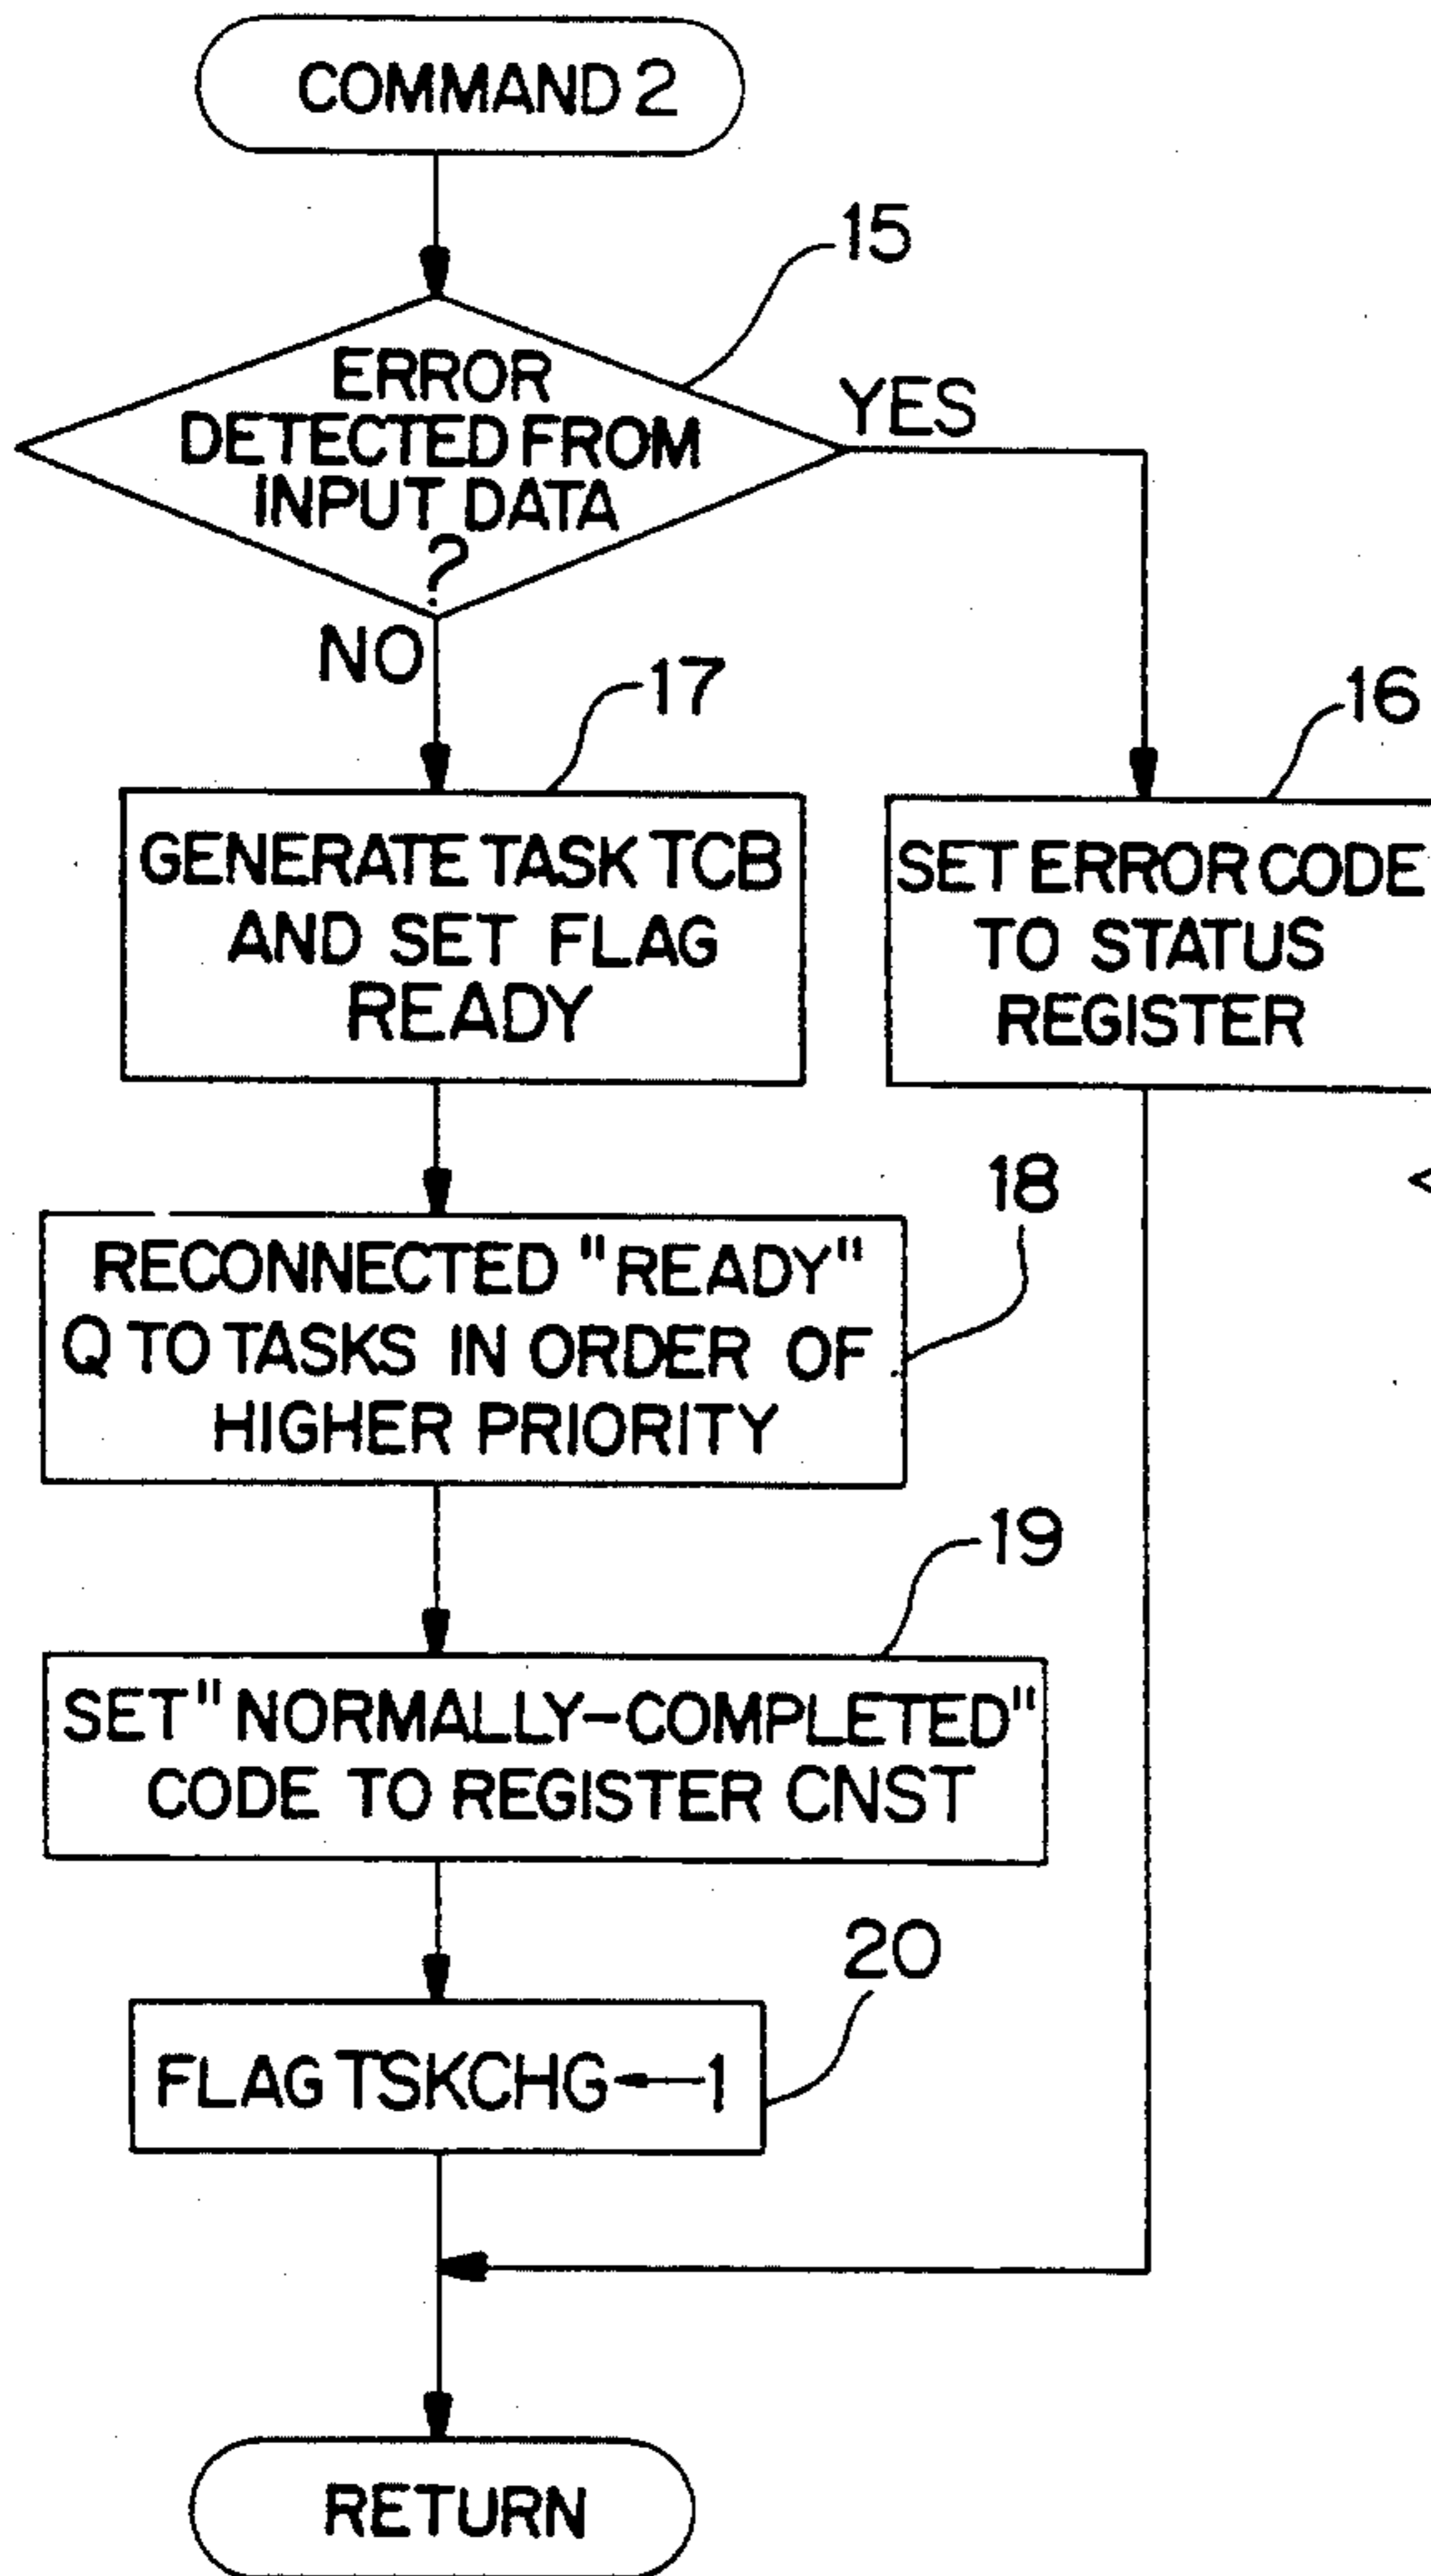 COMMAND 2
15
ERROR
DETECTED FROM
INPUT DATA
?
YES
NO
17
16
GENERATE TASK TCB
AND SET FLAG
READY
SET ERROR CODE
TO STATUS
REGISTER
18
RECONNECTED "READY"
Q TO TASKS IN ORDER OF
HIGHER PRIORITY
19
SET "NORMALLY-COMPLETED"
CODE TO REGISTER CNST
20
FLAG TSKCHG←1
RETURN